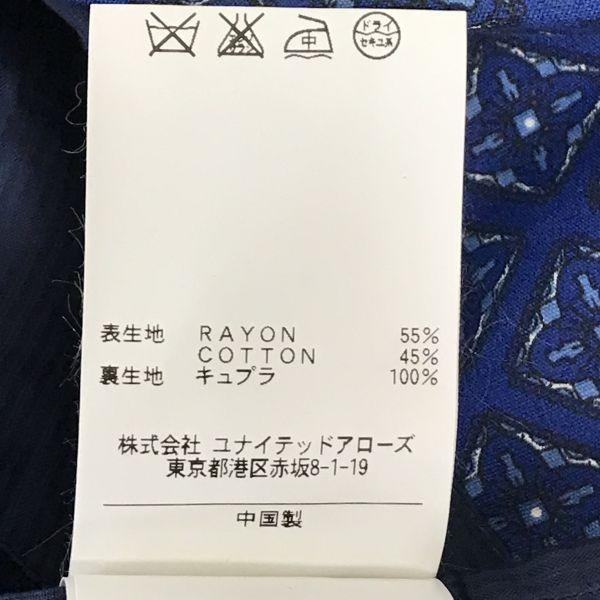 中 ドライ
セキユ系
表生地 RAYON 55%
COTTON 45%
裏生地 キュプラ 100%
株式会社 ユナイテッドアローズ
東京都港区赤坂8-1-19
中国製